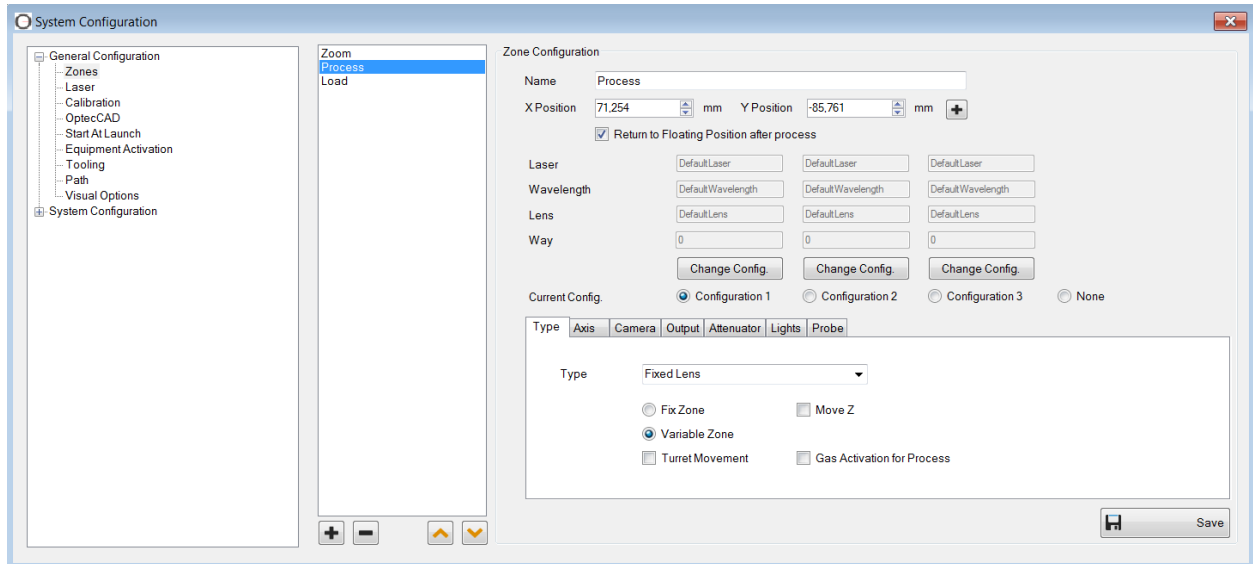 System Configuration
General Configuration
Zones
Laser
Calibration
OptecCAD
Start At Launch
Equipment Activation
Tooling
Path
Visual Options
System Configuration
Zoom
Process
Load
Zone Configuration
Name Process
X Position 71,254 mm Y Position -85,761 mm
Return to Floating Position after process
Laser DefaultLaser DefaultLaser DefaultLaser
Wavelength DefaultWavelength DefaultWavelength DefaultWavelength
Lens DefaultLens DefaultLens DefaultLens
Way 0 0 0
Change Config. Change Config. Change Config.
Current Config. Configuration 1 Configuration 2 Configuration 3 None
Type Axis Camera Output Attenuator Lights Probe
Type Fixed Lens
Fix Zone Move Z
Variable Zone
Turret Movement Gas Activation for Process
Save